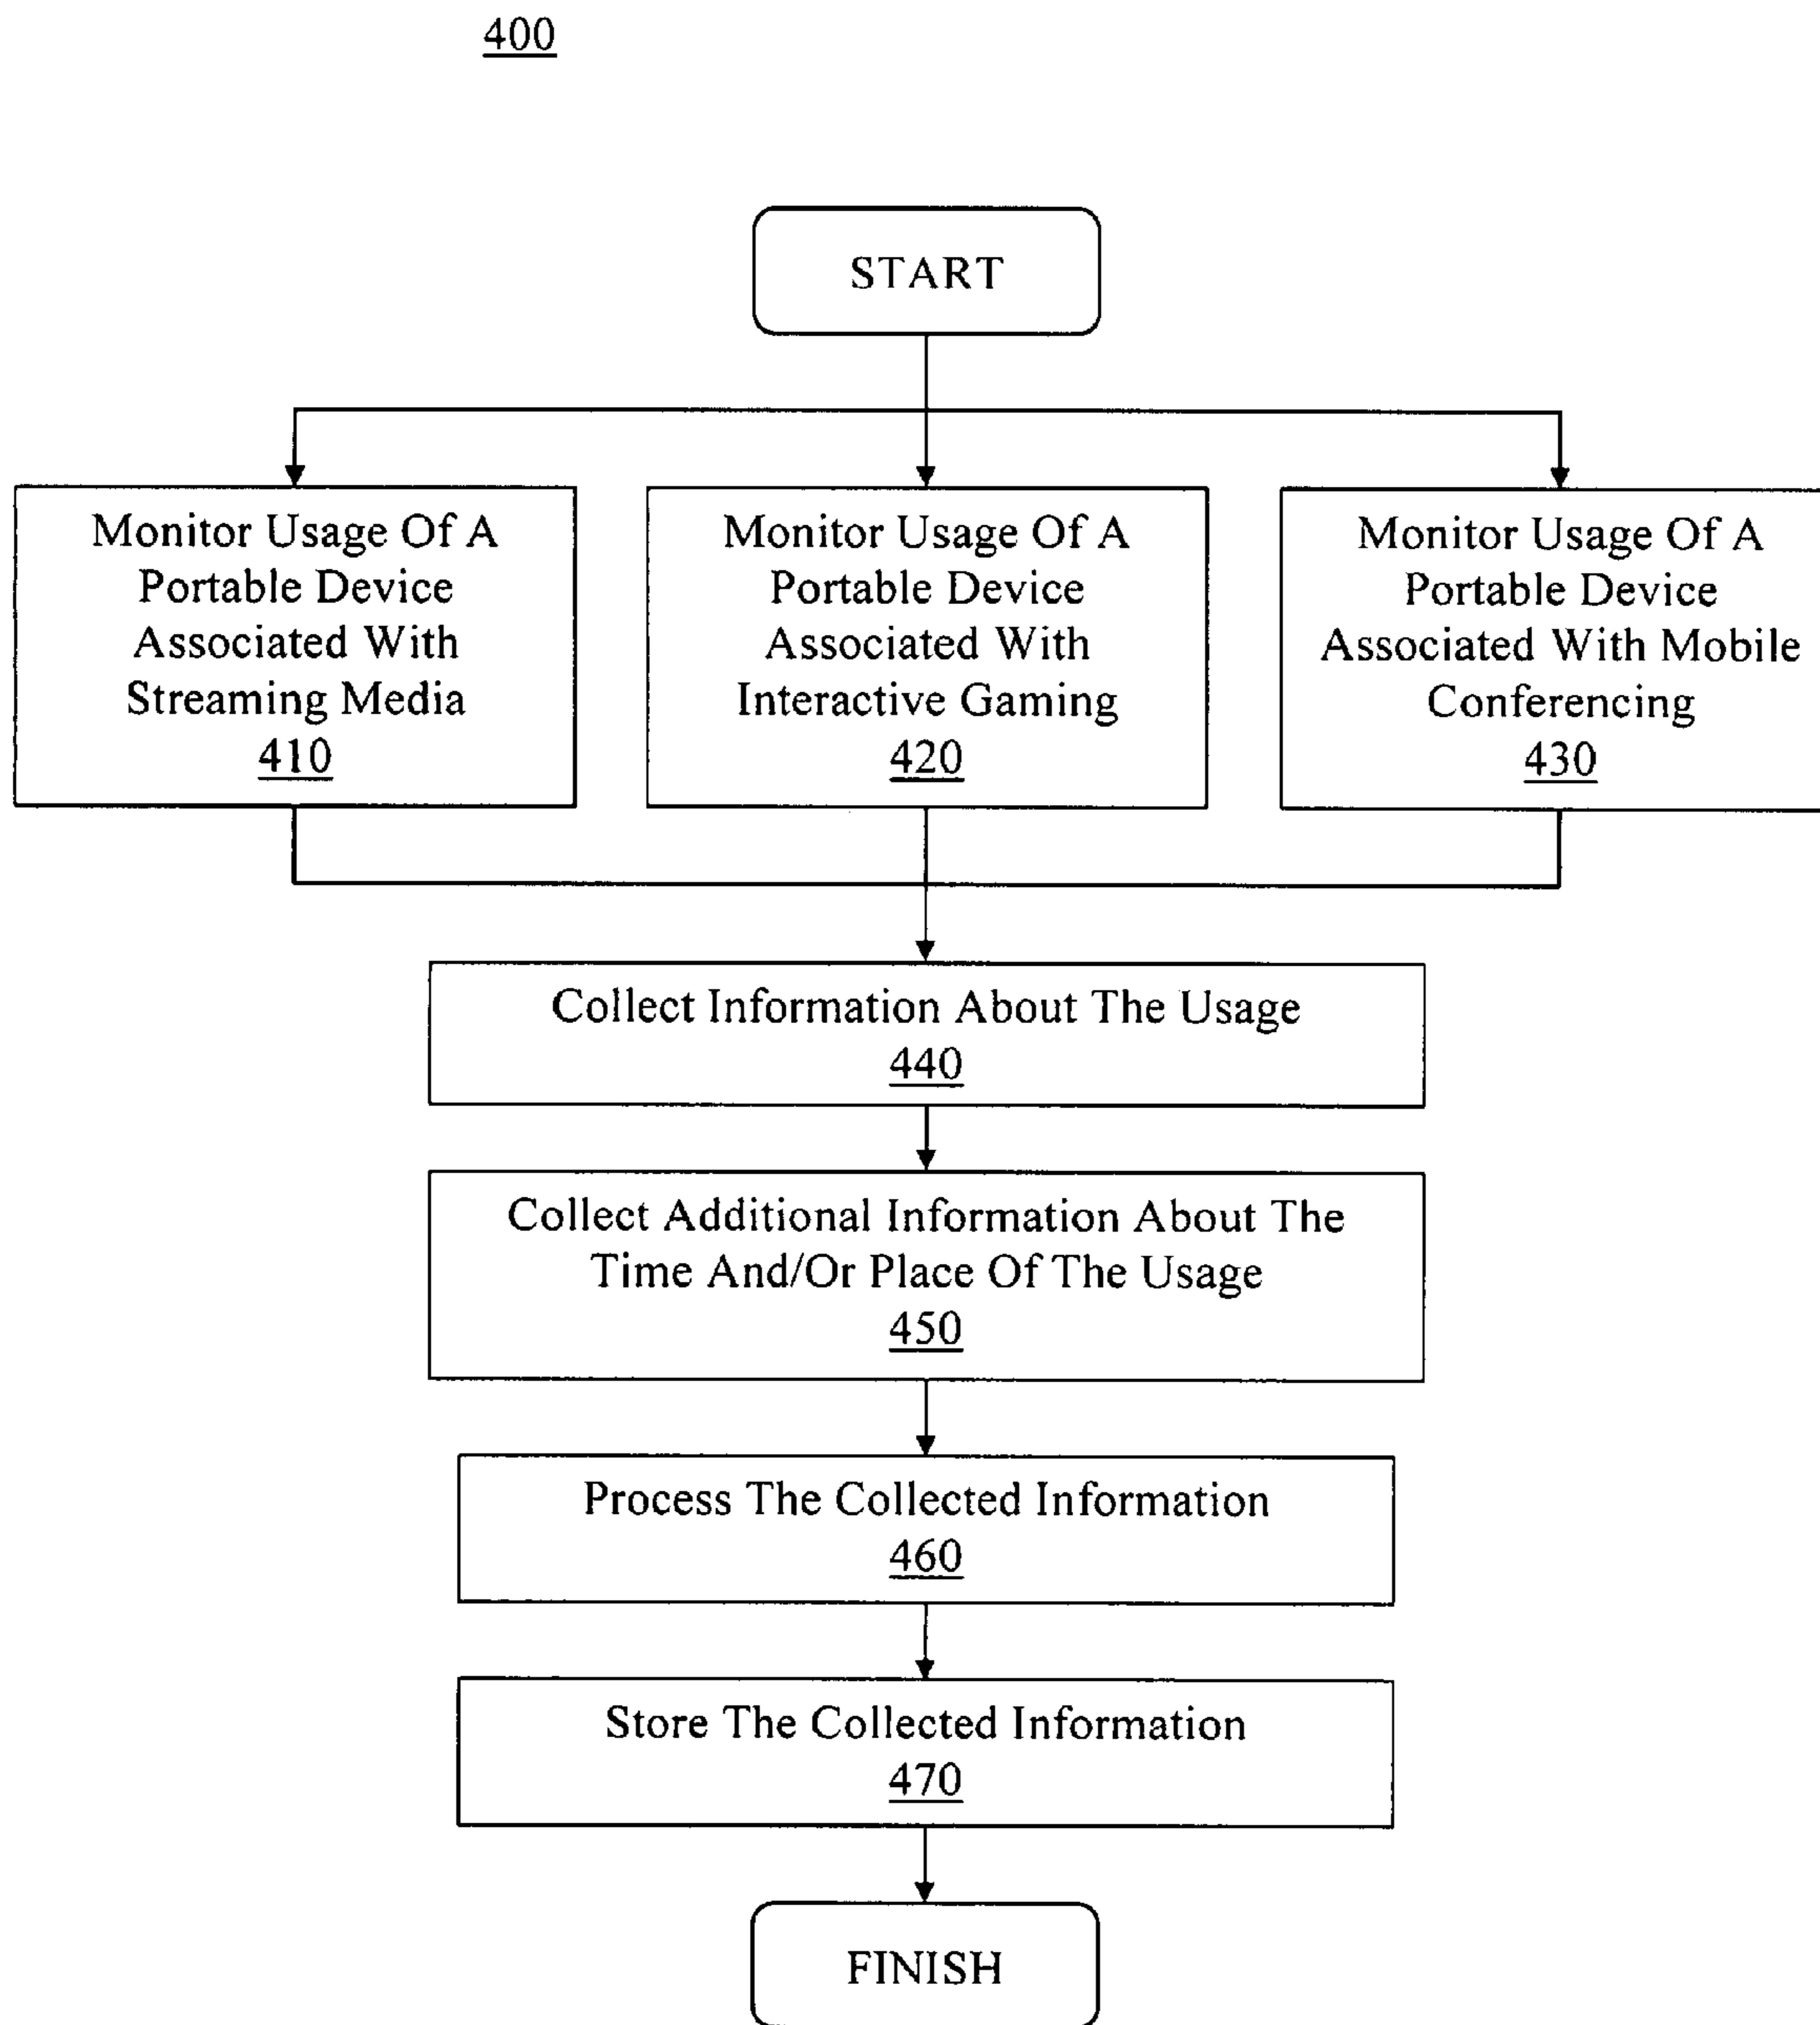 400
START
Monitor Usage Of A
Portable Device
Associated With
Streaming Media
410
Monitor Usage Of A
Portable Device
Associated With
Interactive Gaming
420
Monitor Usage Of A
Portable Device
Associated With Mobile
Conferencing
430
Collect Information About The Usage
440
Collect Additional Information About The
Time And/Or Place Of The Usage
450
Process The Collected Information
460
Store The Collected Information
470
FINISH